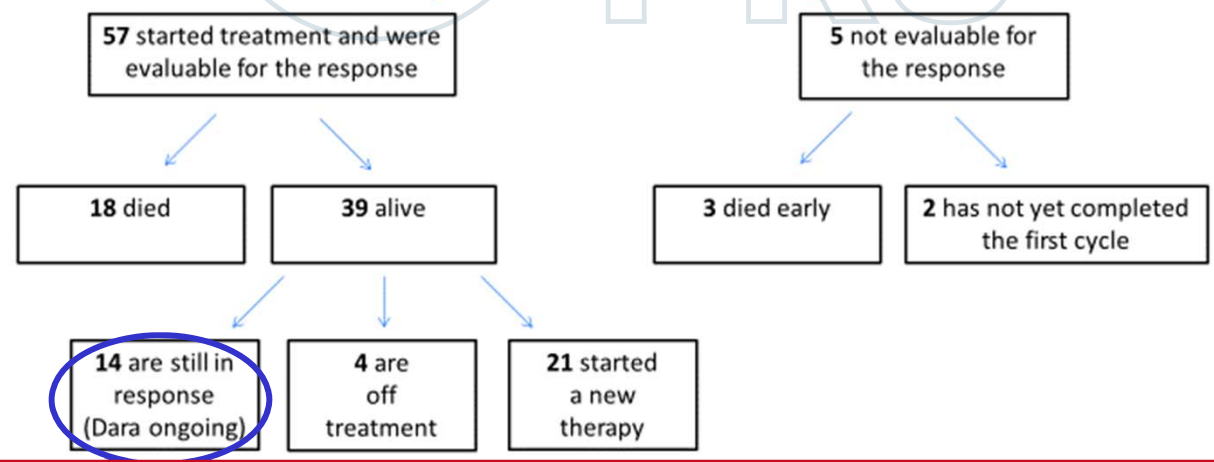 57 started treatment and were
evaluable for the response
5 not evaluable for
the response
18 died
39 alive
3 died early
2 has not yet completed
the first cycle
14 are still in
response
(Dara ongoing)
4 are
off
treatment
21 started
a new
therapy